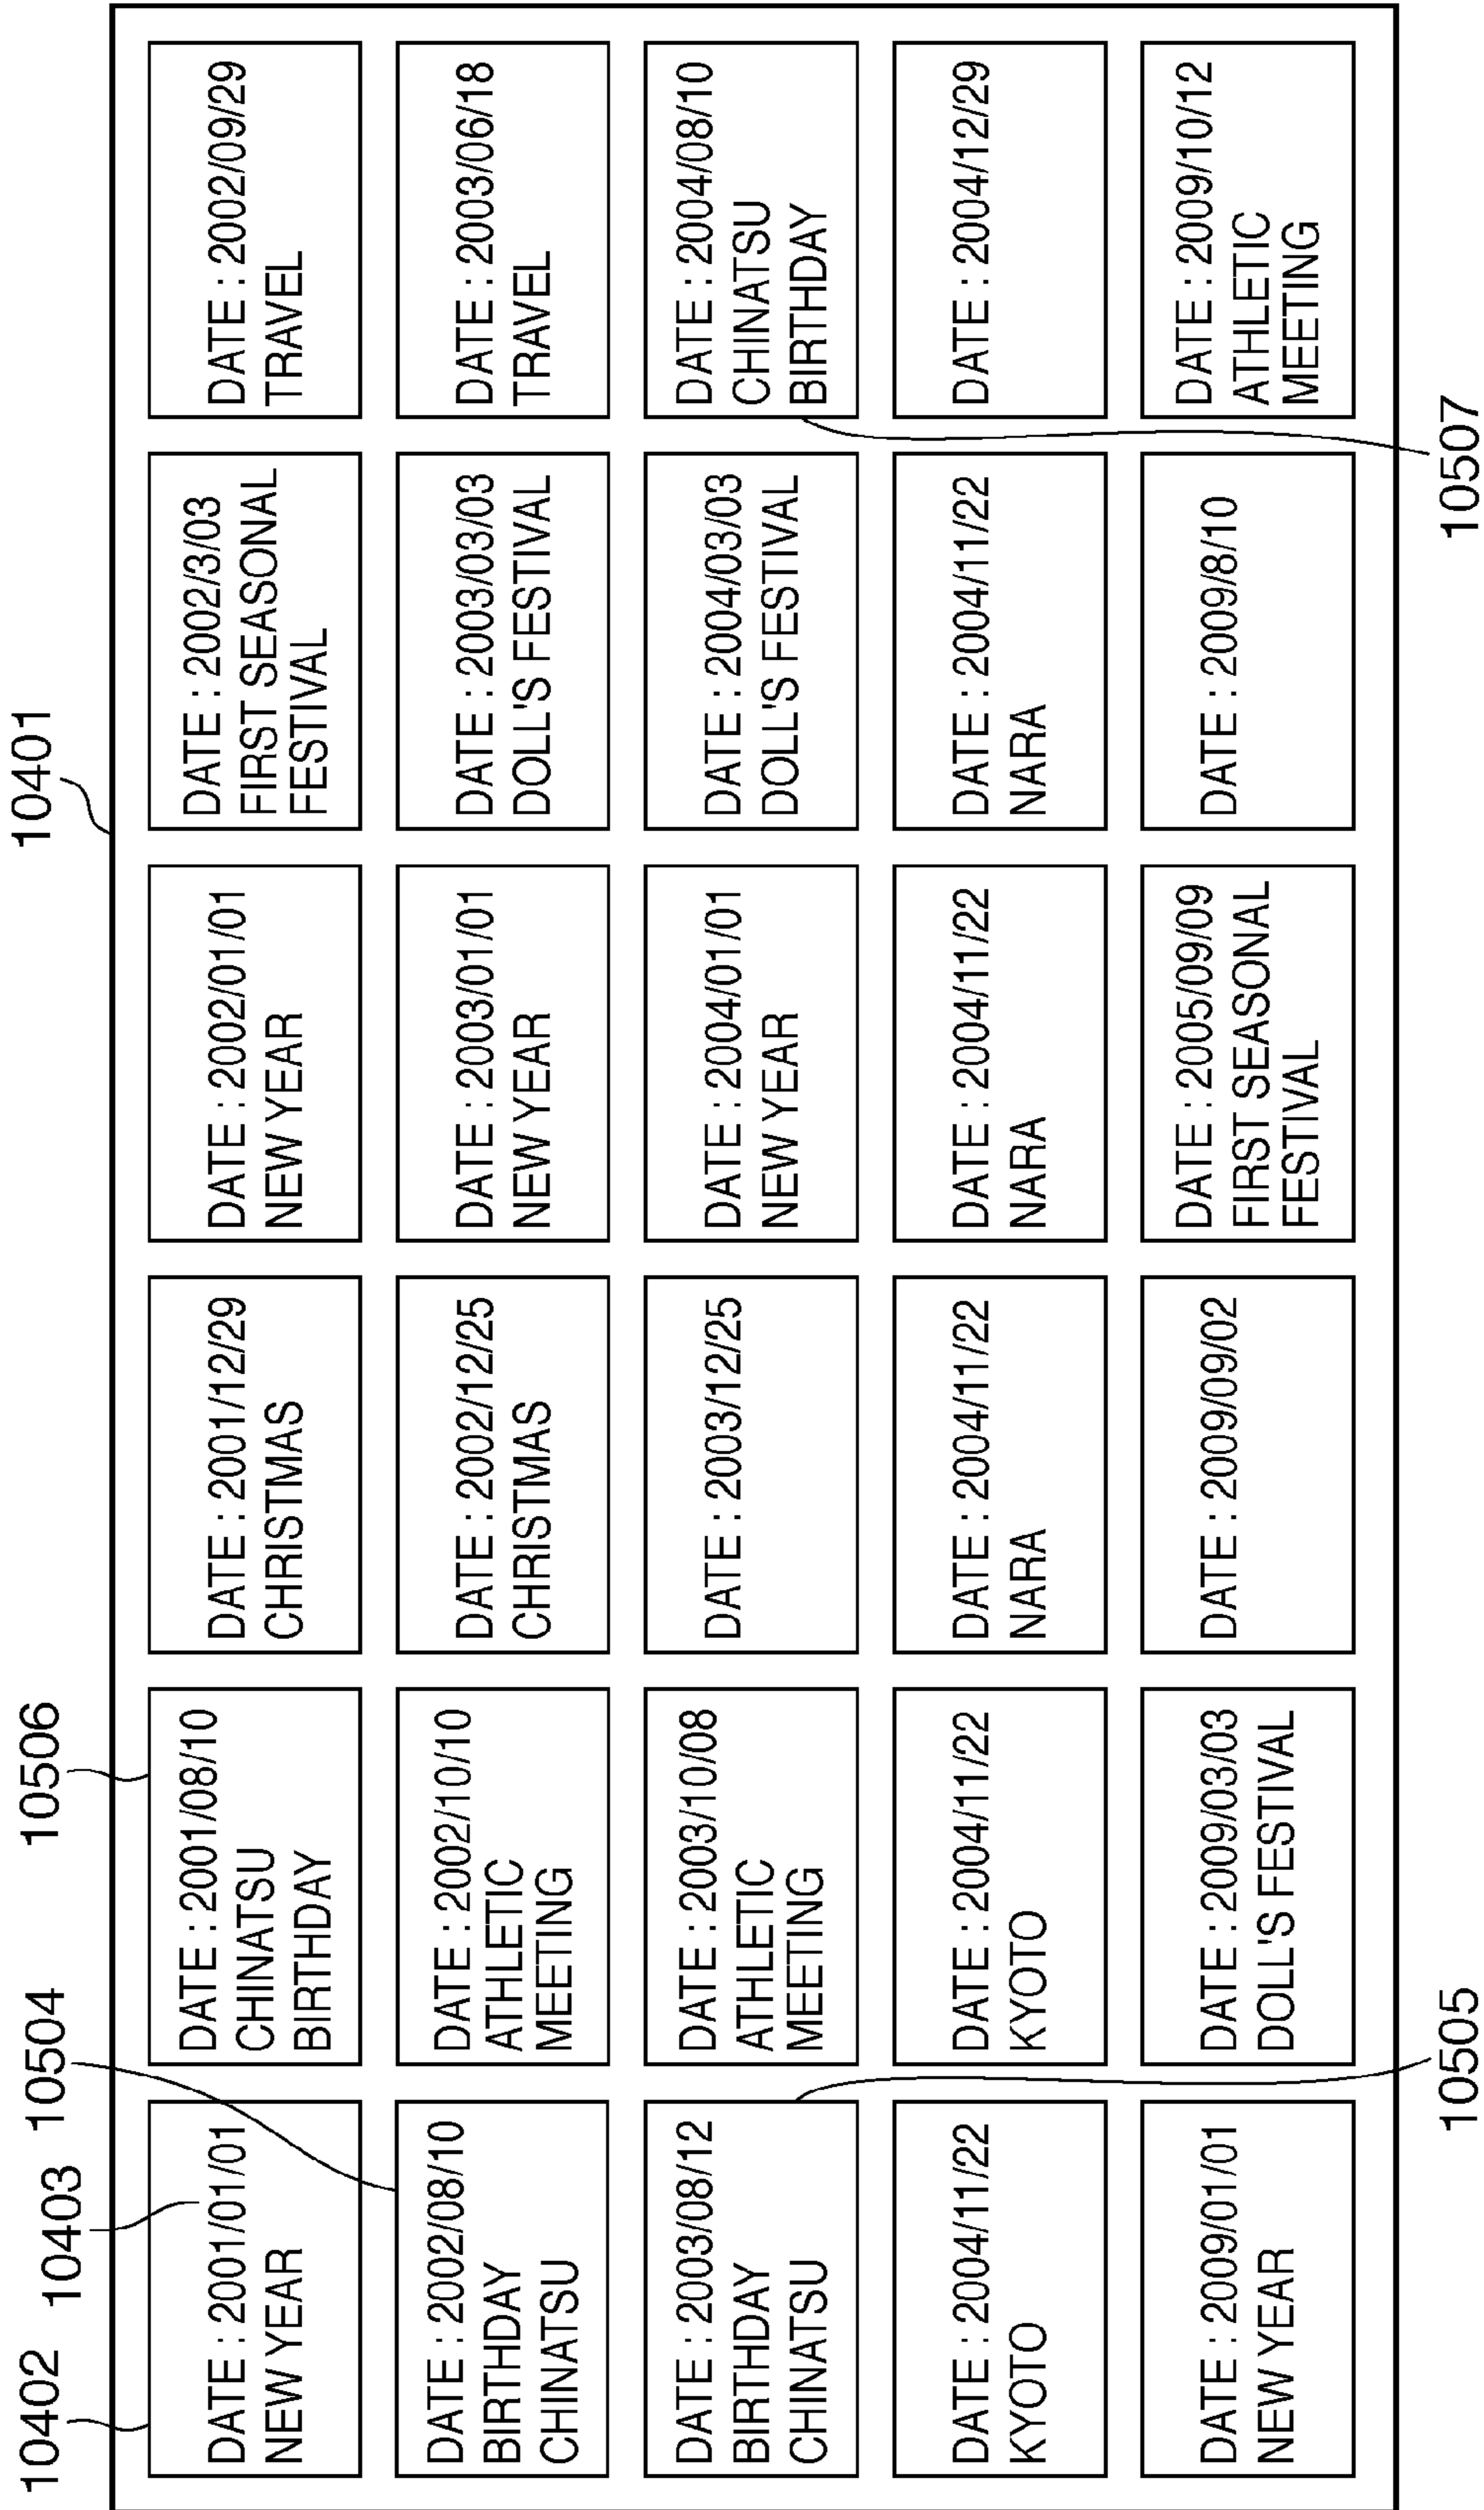 10402
10403
10504
10506
10401
DATE : 2001/01/01
NEW YEAR
DATE : 2001/08/10
CHINATSU
BIRTHDAY
DATE : 2001/12/29
CHRISTMAS
DATE : 2002/01/01
NEW YEAR
DATE : 2002/3/03
FIRST SEASONAL
FESTIVAL
DATE : 2002/09/29
TRAVEL
DATE : 2002/08/10
BIRTHDAY
CHINATSU
DATE : 2002/10/10
ATHLETIC
MEETING
DATE : 2002/12/25
CHRISTMAS
DATE : 2003/01/01
NEW YEAR
DATE : 2003/03/03
DOLL'S FESTIVAL
DATE : 2003/06/18
TRAVEL
DATE : 2003/08/12
BIRTHDAY
CHINATSU
DATE : 2003/10/08
ATHLETIC
MEETING
DATE : 2003/12/25
DATE : 2004/01/01
NEW YEAR
DATE : 2004/03/03
DOLL'S FESTIVAL
DATE : 2004/08/10
CHINATSU
BIRTHDAY
DATE : 2004/11/22
KYOTO
DATE : 2004/11/22
KYOTO
DATE : 2004/11/22
NARA
DATE : 2004/11/22
NARA
DATE : 2004/11/22
NARA
DATE : 2004/12/29
DATE : 2009/01/01
NEW YEAR
DATE : 2009/03/03
DOLL'S FESTIVAL
DATE : 2009/09/02
DATE : 2005/09/09
FIRST SEASONAL
FESTIVAL
DATE : 2009/8/10
DATE : 2009/10/12
ATHLETIC
MEETING
10505
10507